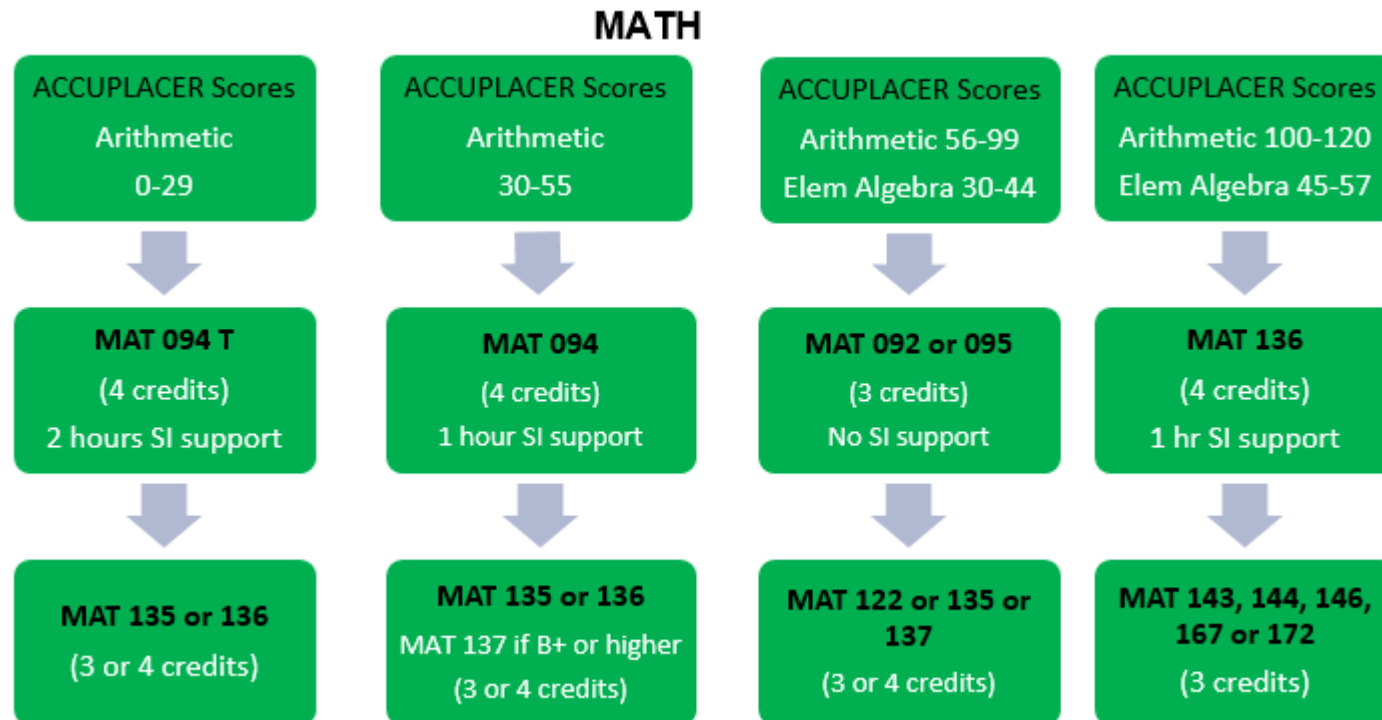 MATH
ACCUPLACER Scores
Arithmetic
0-29
ACCUPLACER Scores
Arithmetic
30-55
ACCUPLACER Scores
Arithmetic 56-99
Elem Algebra 30-44
ACCUPLACER Scores
Arithmetic 100-120
Elem Algebra 45-57
MAT 094 T
(4 credits)
2 hours SI support
MAT 094
(4 credits)
1 hour SI support
MAT 092 or 095
(3 credits)
No SI support
MAT 136
(4 credits)
1 hr SI support
MAT 135 or 136
(3 or 4 credits)
MAT 135 or 136
MAT 137 if B+ or higher
(3 or 4 credits)
MAT 122 or 135 or
137
(3 or 4 credits)
MAT 143, 144, 146,
167 or 172
(3 credits)